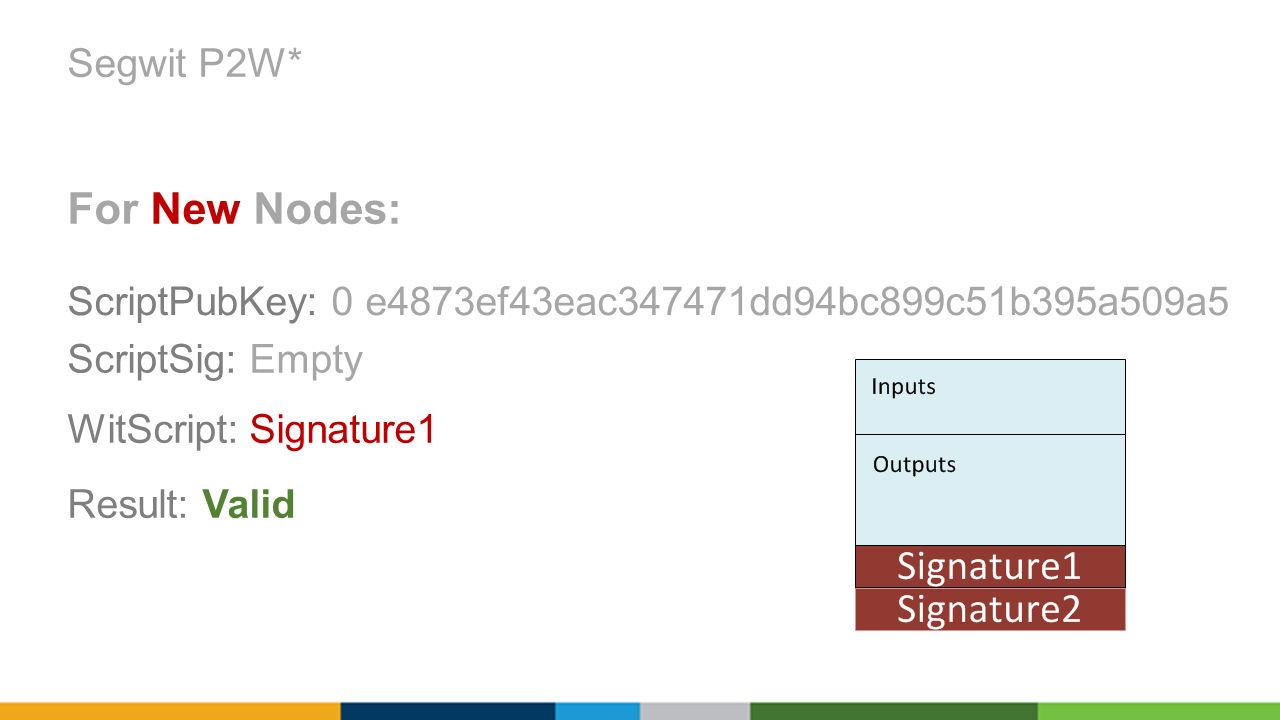 Segwit P2W*
For New Nodes:
ScriptPubKey: 0 e4873ef43eac347471dd94bc899c51b395a509a5
ScriptSig: Empty
WitScript: Signature1
Result: Valid
Inputs
Outputs
Signature1
Signature2